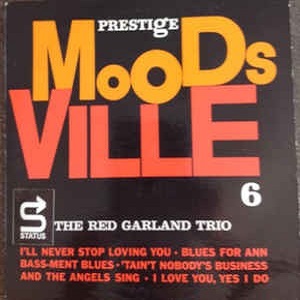 PRESTIGE
MOODS
VILLE
6
STATUS
THE RED GARLAND TRIO
I'LL NEVER STOP LOVING YOU · BLUES FOR ANN
BASS-MENT BLUES · 'TAIN'T NOBODY'S BUSINESS
AND THE ANGELS SING · I LOVE YOU, YES I DO